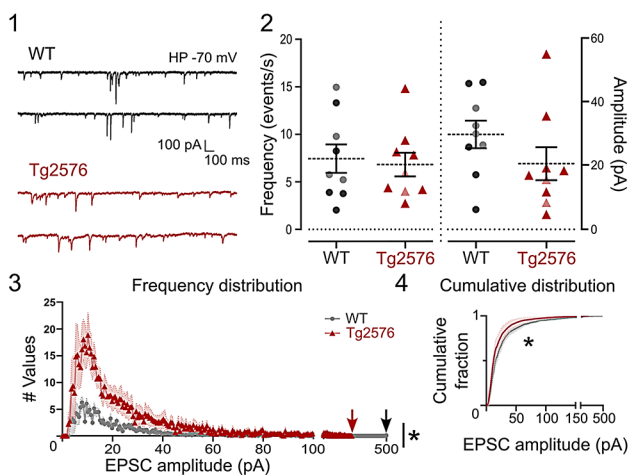 1
WT
HP -70 mV
100 pA
100 ms
Tg2576
2
Frequency (events/s)
20
15
10
5
0
WT
Tg2576
WT
Tg2576
60
40
20
0
Amplitude (pA)
3
Frequency distribution
WT
Tg2576
# Values
25
20
15
10
5
0
0 20 40 60 80 100 100 500
*
EPSC amplitude (pA)
4
Cumulative distribution
Cumulative
fraction
1
0
*
50 100 150 150 500
EPSC amplitude (pA)